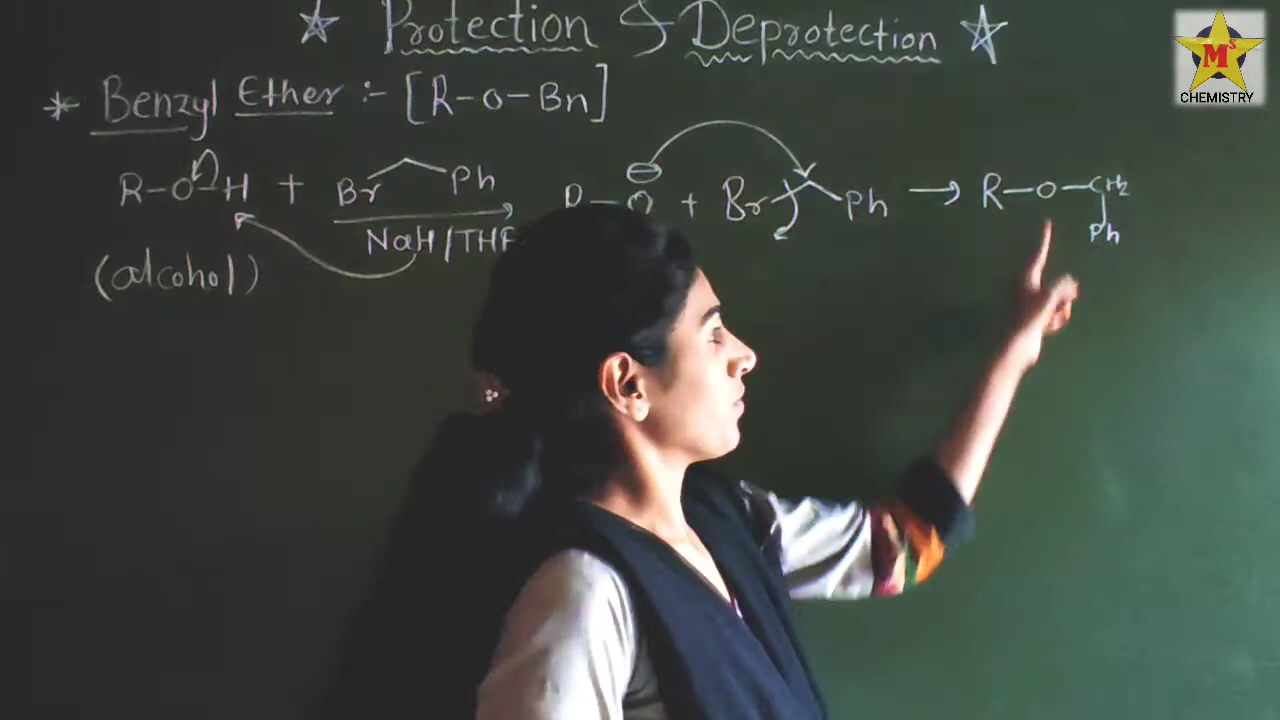 ☆ Protection & Deprotection ☆
* Benzyl Ether :- [R-O-Bn]
R-O-H + Br Ph NaH/THF R-O⊖ + Br Ph → R-O-CH2
Ph
(alcohol)
M's
CHEMISTRY